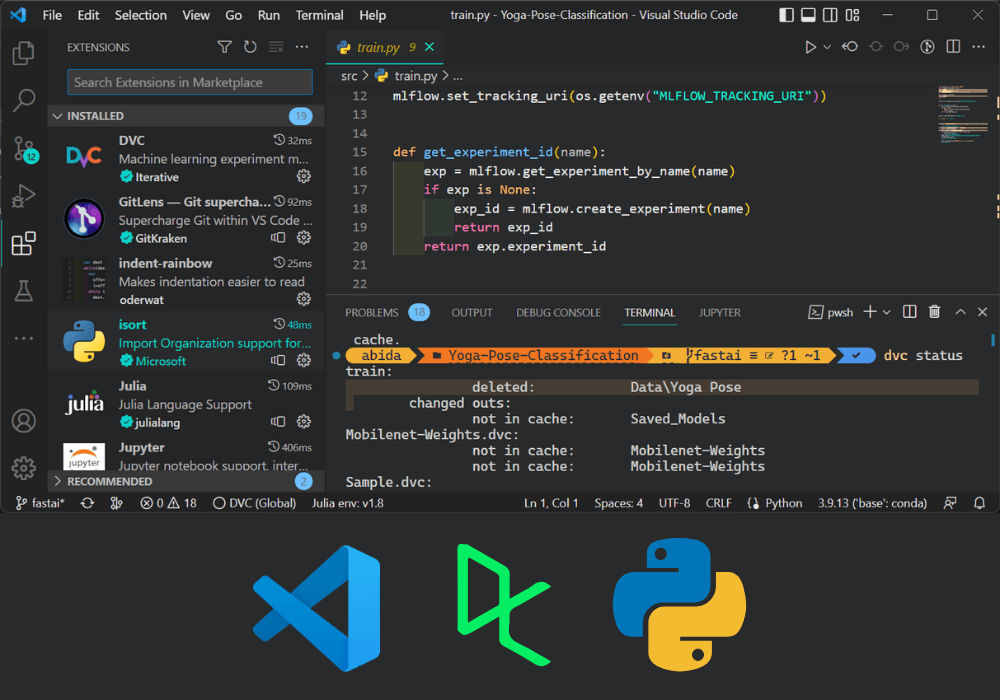 File Edit Selection View Go Run Terminal Help train.py - Yoga-Pose-Classification - Visual Studio Code
EXTENSIONS
Search Extensions in Marketplace
INSTALLED 19
12
DVC 32ms
Machine learning experiment m...
Iterative
GitLens — Git supercha... 92ms
Supercharge Git within VS Code ...
GitKraken
indent-rainbow 25ms
Makes indentation easier to read
oderwat
isort 48ms
Import Organization support for...
Microsoft
julia
Julia 109ms
Julia Language Support
julialang
jupyter
Jupyter 406ms
Jupyter notebook support, inter...
RECOMMENDED 2
train.py 9
src > train.py > ...
12 mlflow.set_tracking_uri(os.getenv("MLFLOW_TRACKING_URI"))
13
14
15 def get_experiment_id(name):
16 exp = mlflow.get_experiment_by_name(name)
17 if exp is None:
18 exp_id = mlflow.create_experiment(name)
19 return exp_id
20 return exp.experiment_id
21
22
PROBLEMS 18 OUTPUT DEBUG CONSOLE TERMINAL JUPYTER pwsh
cache.
abida Yoga-Pose-Classification fastai ≡ ?1 ~1 dvc status
train:
deleted: Data\Yoga Pose
changed outs:
not in cache: Saved_Models
Mobilenet-Weights.dvc:
not in cache: Mobilenet-Weights
not in cache: Mobilenet-Weights
Sample.dvc:
fastai* 0 18 DVC (Global) Julia env: v1.8 Ln 1, Col 1 Spaces: 4 UTF-8 CRLF Python 3.9.13 ('base': conda)